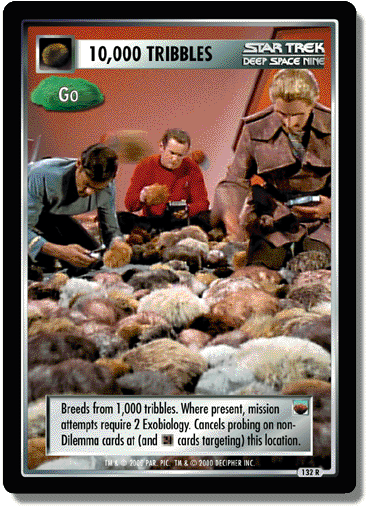 10,000 TRIBBLES
STAR TREK
DEEP SPACE NINE
Go
Breeds from 1,000 tribbles. Where present, mission
attempts require 2 Exobiology. Cancels probing on non-
Dilemma cards at (and cards targeting) this location.
TM & © 2000 PAR. PIC. TM & © 2000 DECIPHER INC.
132 R